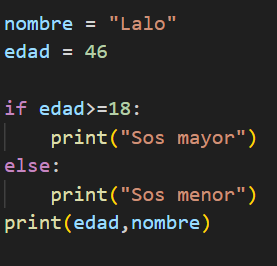 nombre = "Lalo"
edad = 46
if edad>=18:
    print("Sos mayor")
else:
    print("Sos menor")
print(edad,nombre)